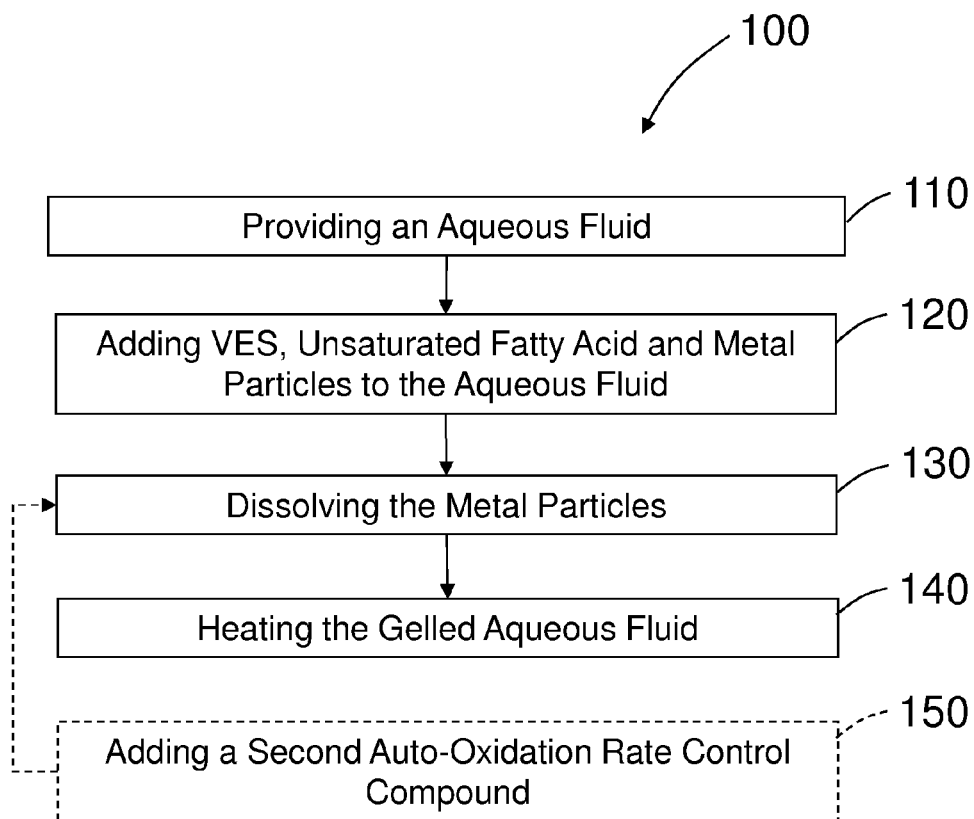 100
110
Providing an Aqueous Fluid
120
Adding VES, Unsaturated Fatty Acid and Metal
Particles to the Aqueous Fluid
130
Dissolving the Metal Particles
140
Heating the Gelled Aqueous Fluid
150
Adding a Second Auto-Oxidation Rate Control
Compound